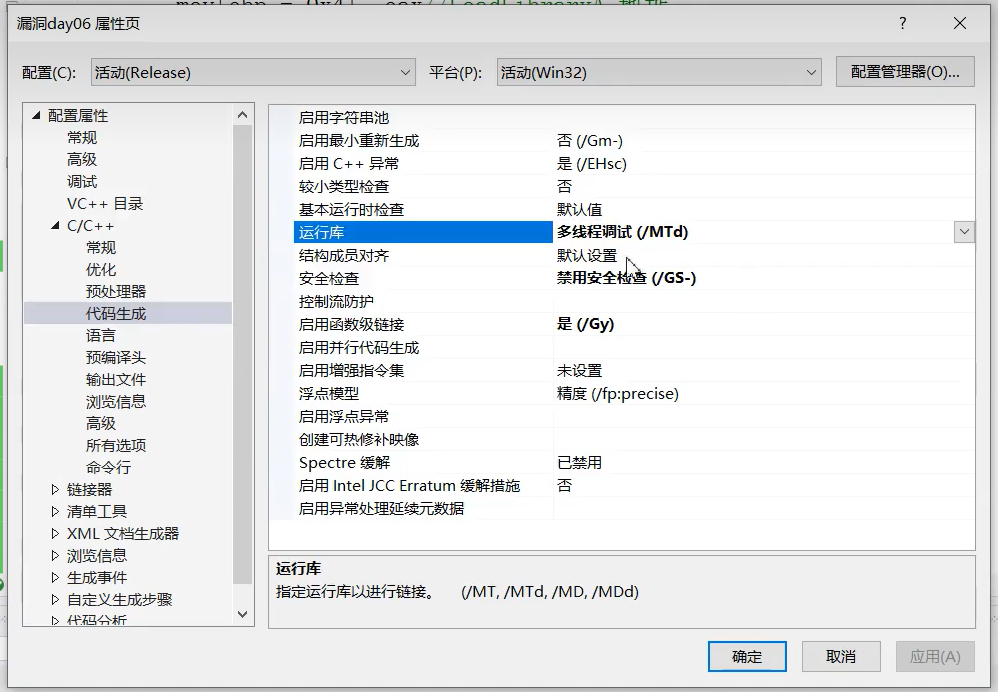 漏洞day06 属性页
?
配置(C): 活动(Release) 平台(P): 活动(Win32) 配置管理器(O)...
配置属性
常规
高级
调试
VC++ 目录
C/C++
常规
优化
预处理器
代码生成
语言
预编译头
输出文件
浏览信息
高级
所有选项
命令行
链接器
清单工具
XML 文档生成器
浏览信息
生成事件
自定义生成步骤
代码分析
启用字符串池
启用最小重新生成 否 (/Gm-)
启用 C++ 异常 是 (/EHsc)
较小类型检查 否
基本运行时检查 默认值
运行库 多线程调试 (/MTd)
结构成员对齐 默认设置
安全检查 禁用安全检查 (/GS-)
控制流防护
启用函数级链接 是 (/Gy)
启用并行代码生成
启用增强指令集 未设置
浮点模型 精度 (/fp:precise)
启用浮点异常
创建可热修补映像
Spectre 缓解 已禁用
启用 Intel JCC Erratum 缓解措施 否
启用异常处理延续元数据
运行库
指定运行库以进行链接。 (/MT, /MTd, /MD, /MDd)
确定 取消 应用(A)